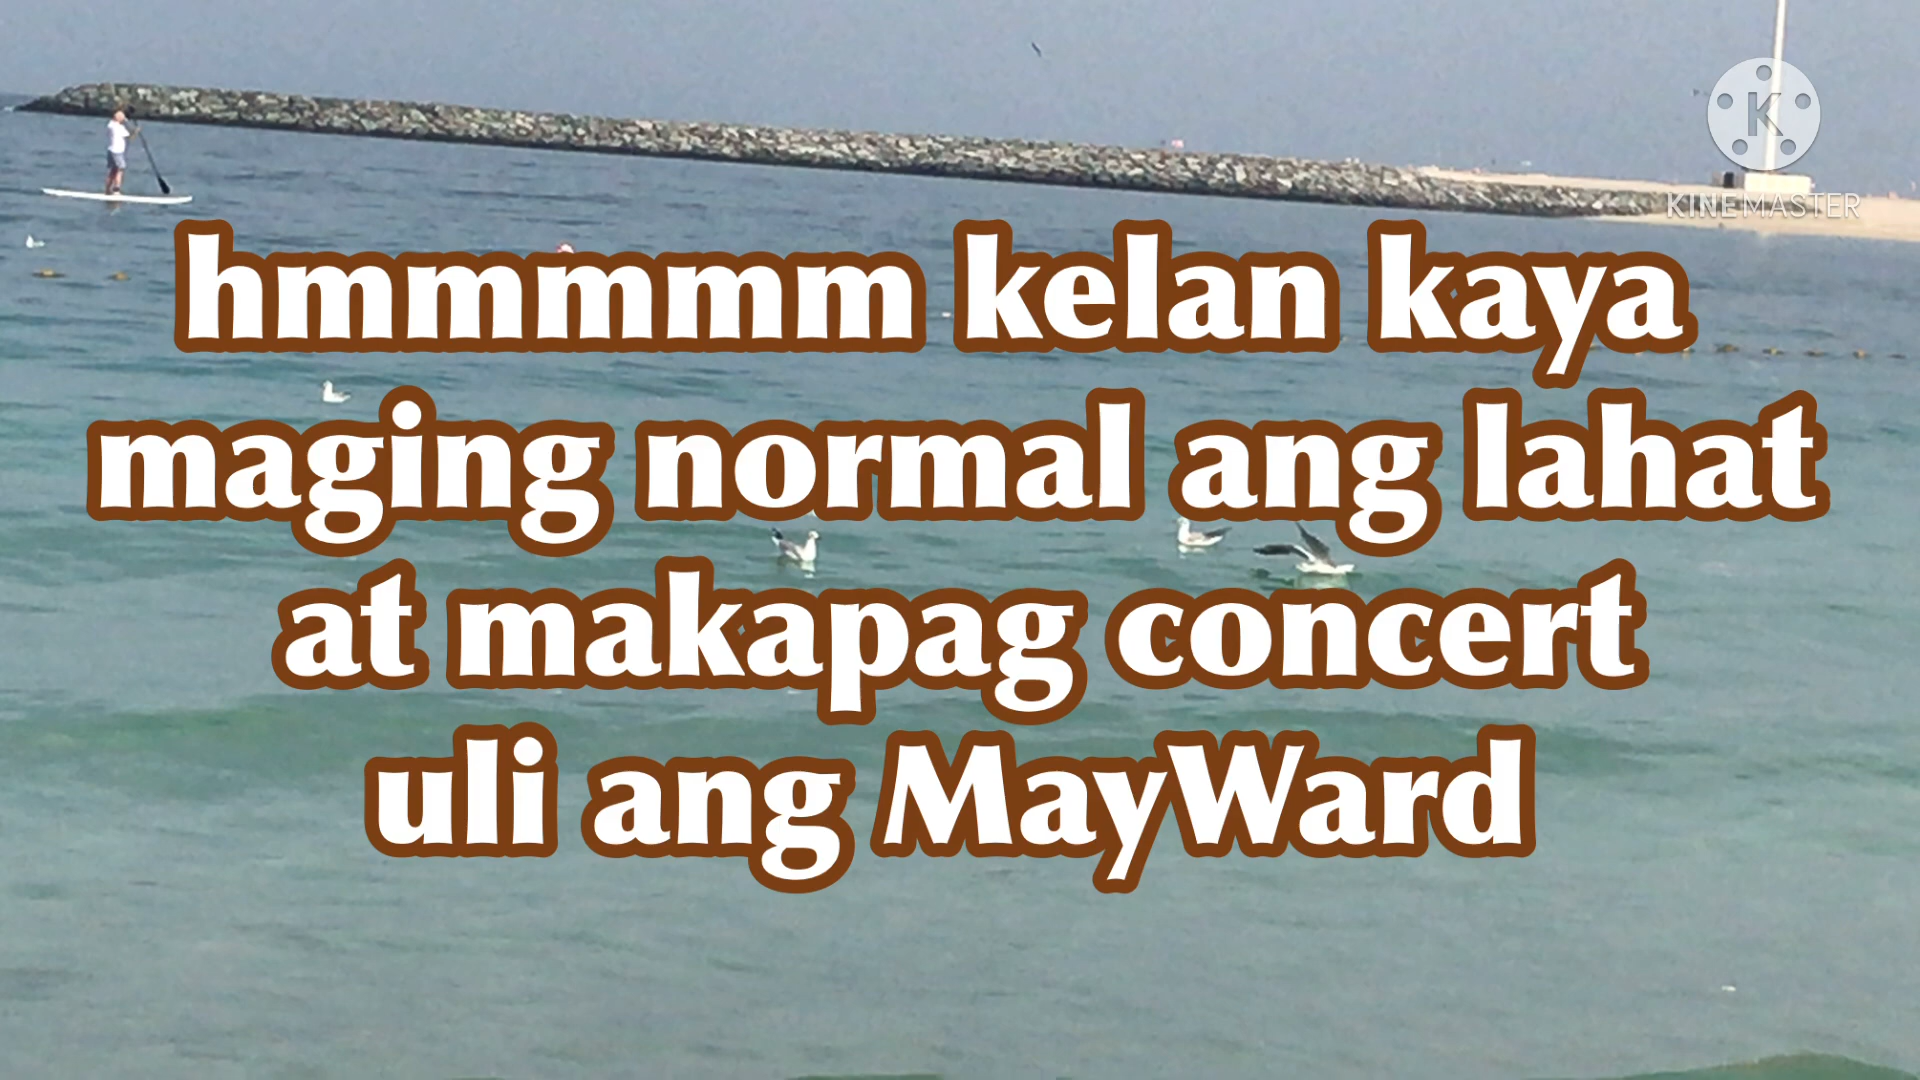 KINEMASTER
hmmmmm kelan kaya
maging normal ang lahat
at makapag concert
uli ang MayWard